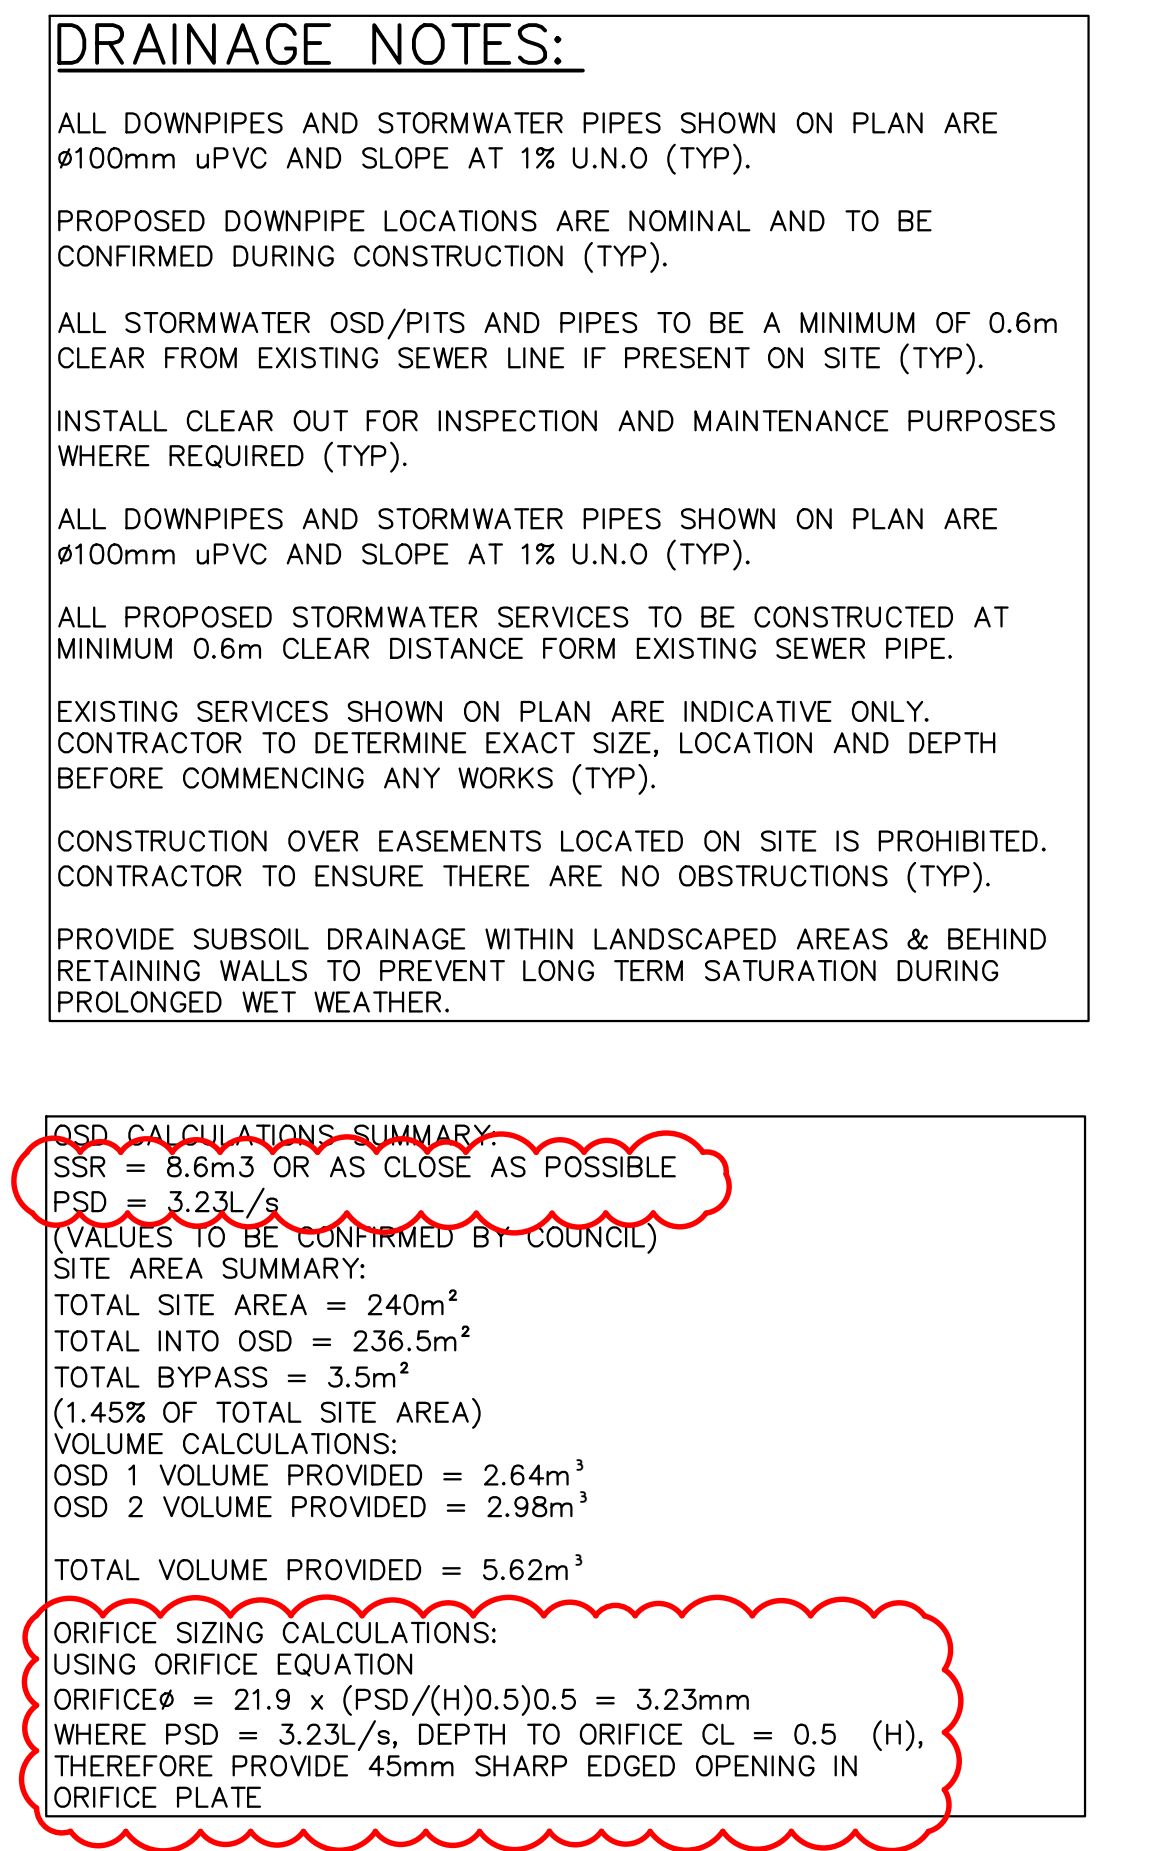 DRAINAGE NOTES:
ALL DOWNPIPES AND STORMWATER PIPES SHOWN ON PLAN ARE
ø100mm uPVC AND SLOPE AT 1% U.N.O (TYP).
PROPOSED DOWNPIPE LOCATIONS ARE NOMINAL AND TO BE
CONFIRMED DURING CONSTRUCTION (TYP).
ALL STORMWATER OSD/PITS AND PIPES TO BE A MINIMUM OF 0.6m
CLEAR FROM EXISTING SEWER LINE IF PRESENT ON SITE (TYP).
INSTALL CLEAR OUT FOR INSPECTION AND MAINTENANCE PURPOSES
WHERE REQUIRED (TYP).
ALL DOWNPIPES AND STORMWATER PIPES SHOWN ON PLAN ARE
ø100mm uPVC AND SLOPE AT 1% U.N.O (TYP).
ALL PROPOSED STORMWATER SERVICES TO BE CONSTRUCTED AT
MINIMUM 0.6m CLEAR DISTANCE FORM EXISTING SEWER PIPE.
EXISTING SERVICES SHOWN ON PLAN ARE INDICATIVE ONLY.
CONTRACTOR TO DETERMINE EXACT SIZE, LOCATION AND DEPTH
BEFORE COMMENCING ANY WORKS (TYP).
CONSTRUCTION OVER EASEMENTS LOCATED ON SITE IS PROHIBITED.
CONTRACTOR TO ENSURE THERE ARE NO OBSTRUCTIONS (TYP).
PROVIDE SUBSOIL DRAINAGE WITHIN LANDSCAPED AREAS & BEHIND
RETAINING WALLS TO PREVENT LONG TERM SATURATION DURING
PROLONGED WET WEATHER.
OSD CALCULATIONS SUMMARY:
SSR = 8.6m3 OR AS CLOSE AS POSSIBLE
PSD = 3.23L/s
(VALUES TO BE CONFIRMED BY COUNCIL)
SITE AREA SUMMARY:
TOTAL SITE AREA = 240m²
TOTAL INTO OSD = 236.5m²
TOTAL BYPASS = 3.5m²
(1.45% OF TOTAL SITE AREA)
VOLUME CALCULATIONS:
OSD 1 VOLUME PROVIDED = 2.64m³
OSD 2 VOLUME PROVIDED = 2.98m³
TOTAL VOLUME PROVIDED = 5.62m³
ORIFICE SIZING CALCULATIONS:
USING ORIFICE EQUATION
ORIFICEø = 21.9 x (PSD/(H)0.5)0.5 = 3.23mm
WHERE PSD = 3.23L/s, DEPTH TO ORIFICE CL = 0.5 (H),
THEREFORE PROVIDE 45mm SHARP EDGED OPENING IN
ORIFICE PLATE